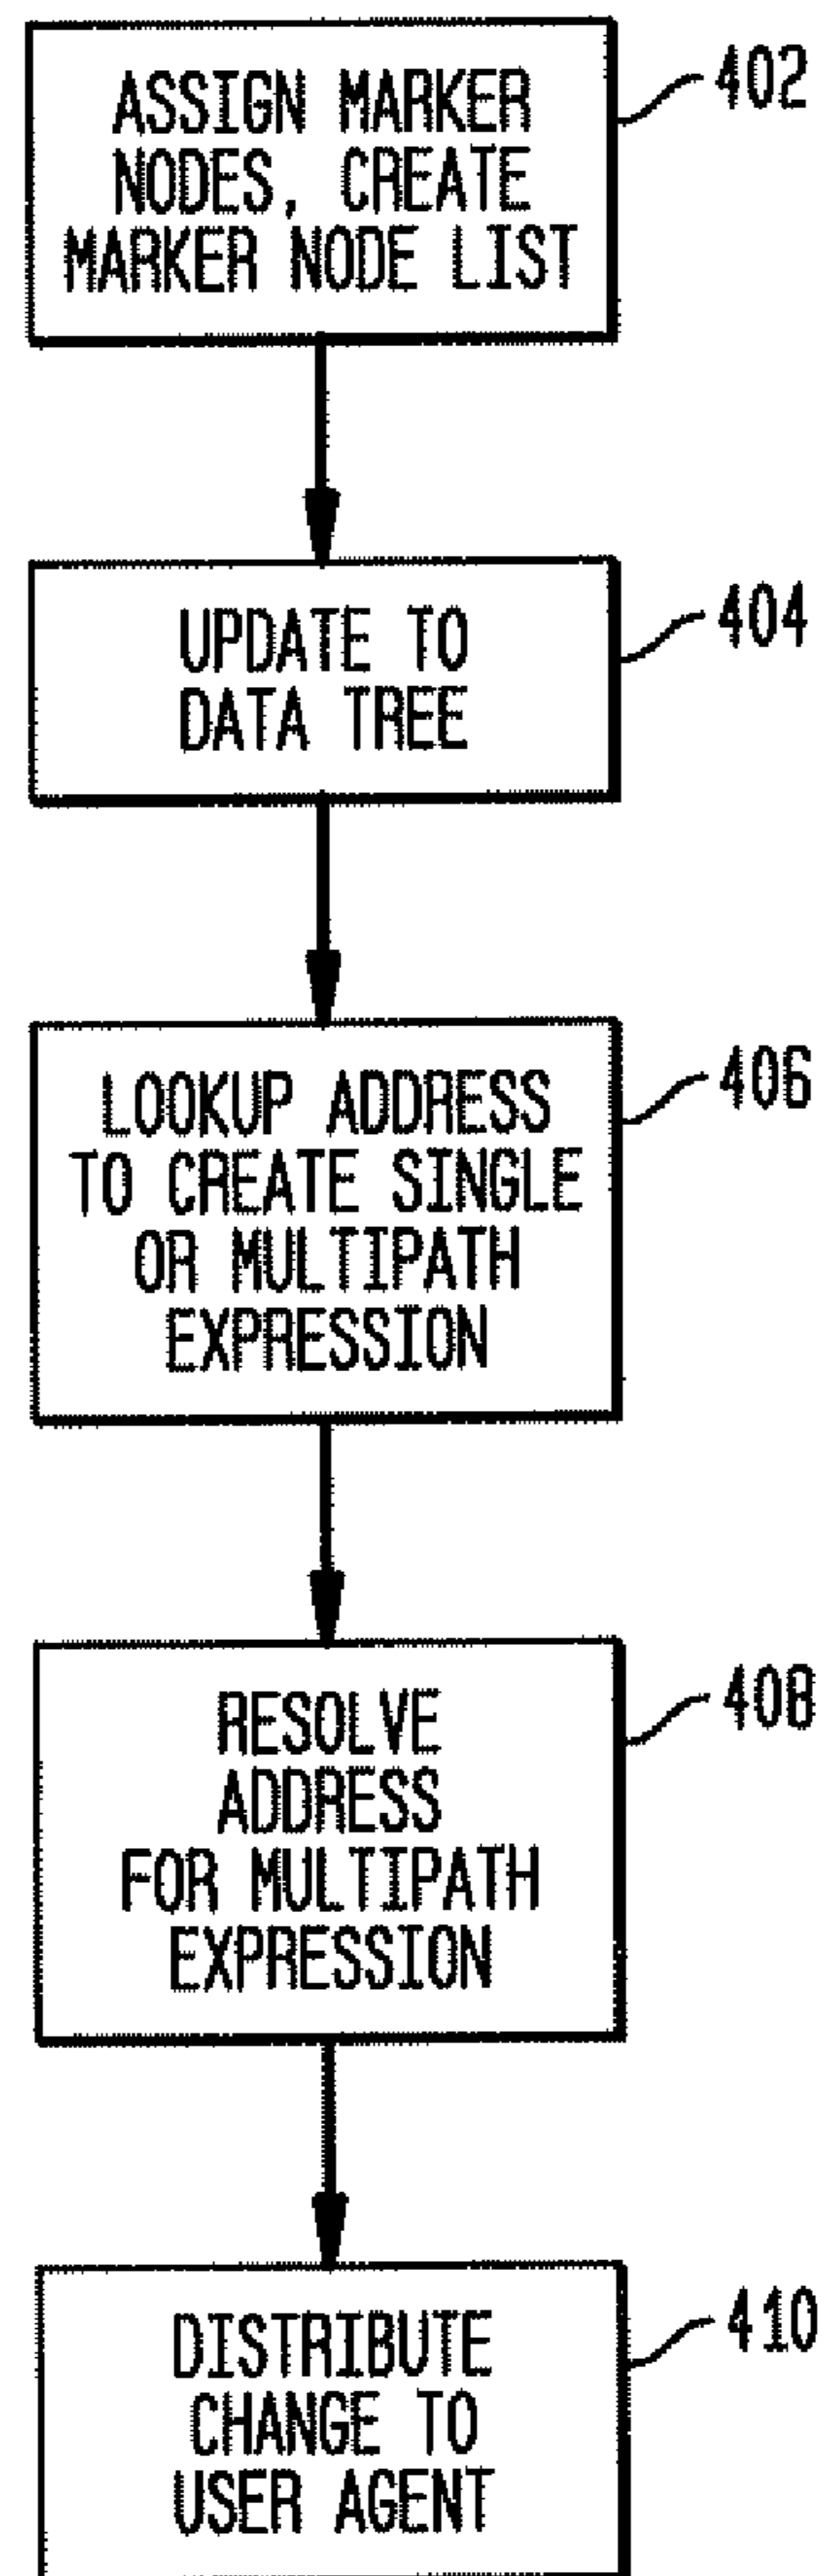 ASSIGN MARKER
NODES, CREATE
MARKER NODE LIST
402
UPDATE TO
DATA TREE
404
LOOKUP ADDRESS
TO CREATE SINGLE
OR MULTIPATH
EXPRESSION
406
RESOLVE
ADDRESS
FOR MULTIPATH
EXPRESSION
408
DISTRIBUTE
CHANGE TO
USER AGENT
410